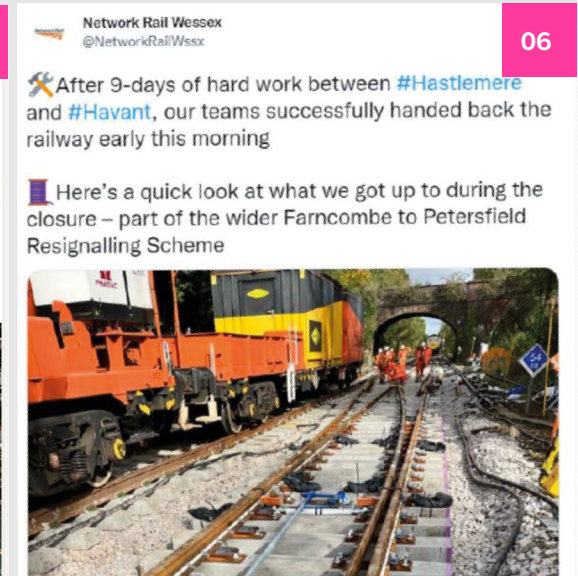 Network Rail Wessex
@NetworkRailWssx
06
After 9-days of hard work between #Hastlemere
and #Havant, our teams successfully handed back the
railway early this morning
Here's a quick look at what we got up to during the
closure – part of the wider Farncombe to Petersfield
Resignalling Scheme
54